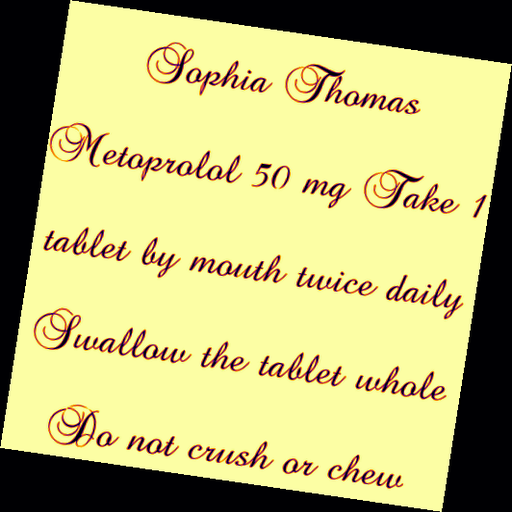 Sophia Thomas
Metoprolol 50 mg Take 1
tablet by mouth twice daily
Swallow the tablet whole
Do not crush or chew